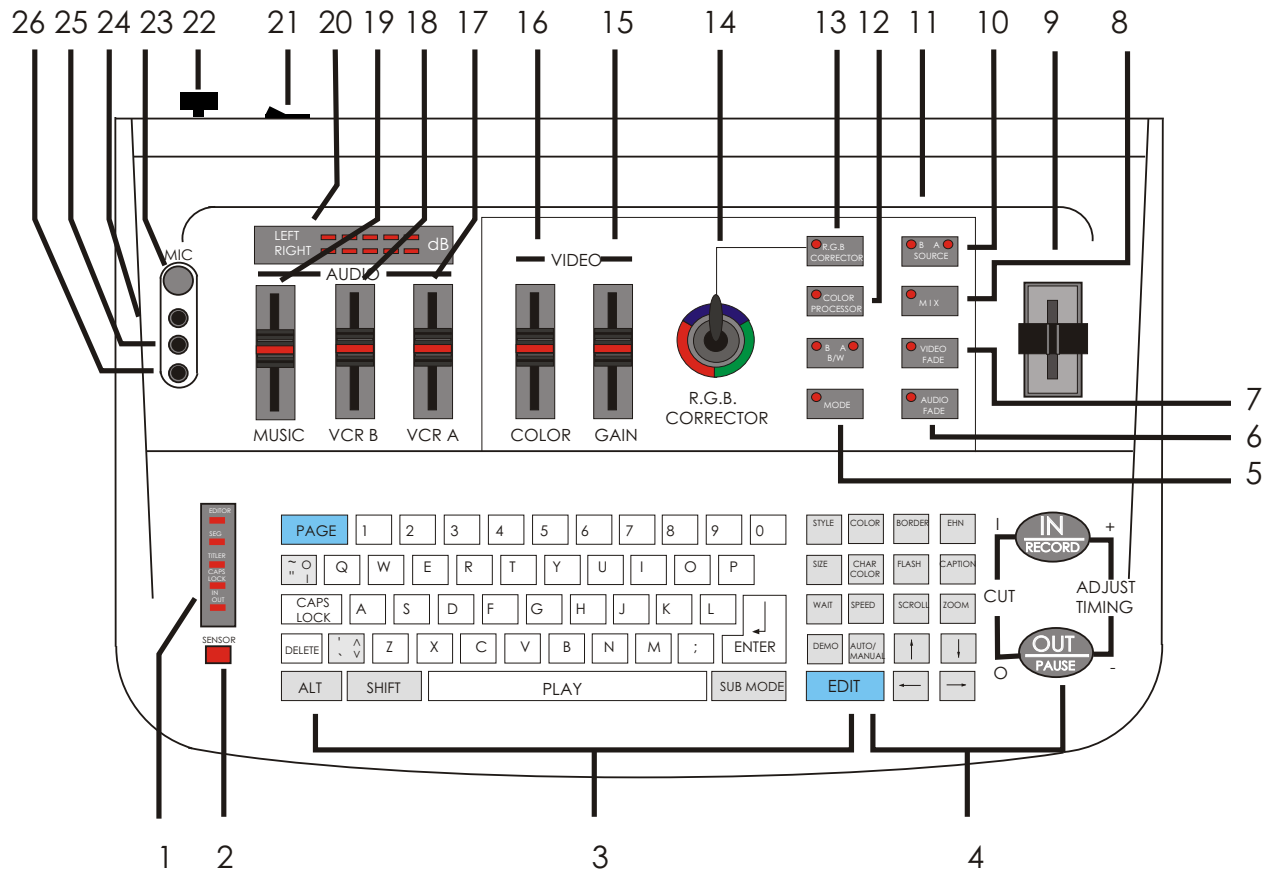 26 25 24 23 22 21 20 19 18 17 16 15 14 13 12 11 10 9 8
MIC
LEFT
RIGHT
dB
AUDIO
MUSIC VCR B VCR A
VIDEO
COLOR GAIN
R.G.B.
CORRECTOR
R.G.B
CORRECTOR
B A
SOURCE
COLOR
PROCESSOR
MIX
B A
B/W
VIDEO
FADE
MODE
AUDIO
FADE
7
6
5
EDITOR
SEG
TITLER
CAPS
LOCK
IN
OUT
SENSOR
PAGE 1 2 3 4 5 6 7 8 9 0
~ O " | Q W E R T Y U I O P
CAPS
LOCK
A S D F G H J K L
ENTER
DELETE ' ^ ` v Z X C V B N M ;
ALT SHIFT PLAY SUB MODE
STYLE COLOR BORDER EHN
SIZE CHAR
COLOR
FLASH CAPTION
WAIT SPEED SCROLL ZOOM
DEMO AUTO/
MANUAL
↑ ↓
EDIT ← →
I IN +
RECORD
CUT
ADJUST
TIMING
OUT
PAUSE
O -
1 2 3 4